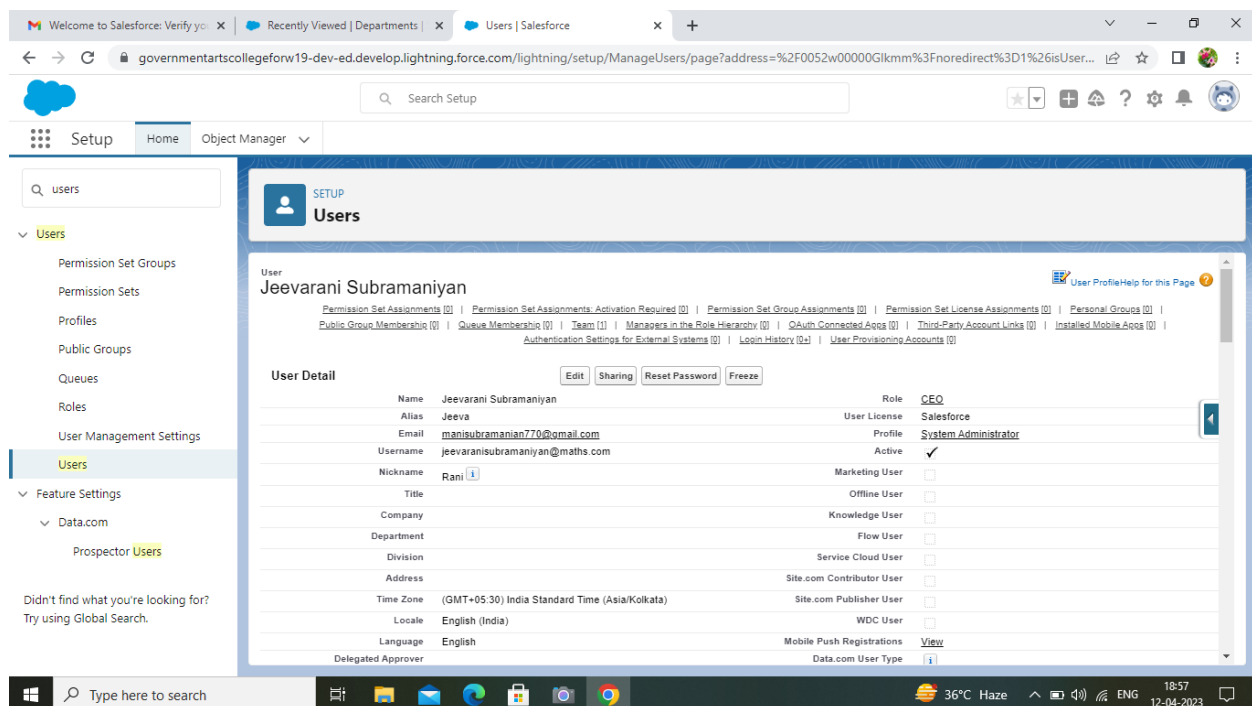 Welcome to Salesforce: Verify you
Recently Viewed | Departments |
Users | Salesforce
governmentartscollegeforw19-dev-ed.develop.lightning.force.com/lightning/setup/ManageUsers/page?address=%2F0052w00000Glkmm%3Fnoredirect%3D1%26isUser...
Search Setup
Setup Home Object Manager
users
Users
Permission Set Groups
Permission Sets
Profiles
Public Groups
Queues
Roles
User Management Settings
Users
Feature Settings
Data.com
Prospector Users
Didn't find what you're looking for?
Try using Global Search.
SETUP
Users
User
Jeevarani Subramaniyan
User Profile Help for this Page
Permission Set Assignments [0] | Permission Set Assignments: Activation Required [0] | Permission Set Group Assignments [0] | Permission Set License Assignments [0] | Personal Groups [0] |
Public Group Membership [0] | Queue Membership [0] | Team [1] | Managers in the Role Hierarchy [0] | OAuth Connected Apps [0] | Third-Party Account Links [0] | Installed Mobile Apps [0] |
Authentication Settings for External Systems [0] | Login History [0+] | User Provisioning Accounts [0]
User Detail Edit Sharing Reset Password Freeze
Name Jeevarani Subramaniyan Role CEO
Alias Jeeva User License Salesforce
Email manisubramanian770@gmail.com Profile System Administrator
Username jeevaranisubramaniyan@maths.com Active
Nickname Rani Marketing User
Title Offline User
Company Knowledge User
Department Flow User
Division Service Cloud User
Address Site.com Contributor User
Time Zone (GMT+05:30) India Standard Time (Asia/Kolkata) Site.com Publisher User
Locale English (India) WDC User
Language English Mobile Push Registrations View
Delegated Approver Data.com User Type
Type here to search
36°C Haze
ENG
18:57
12-04-2023